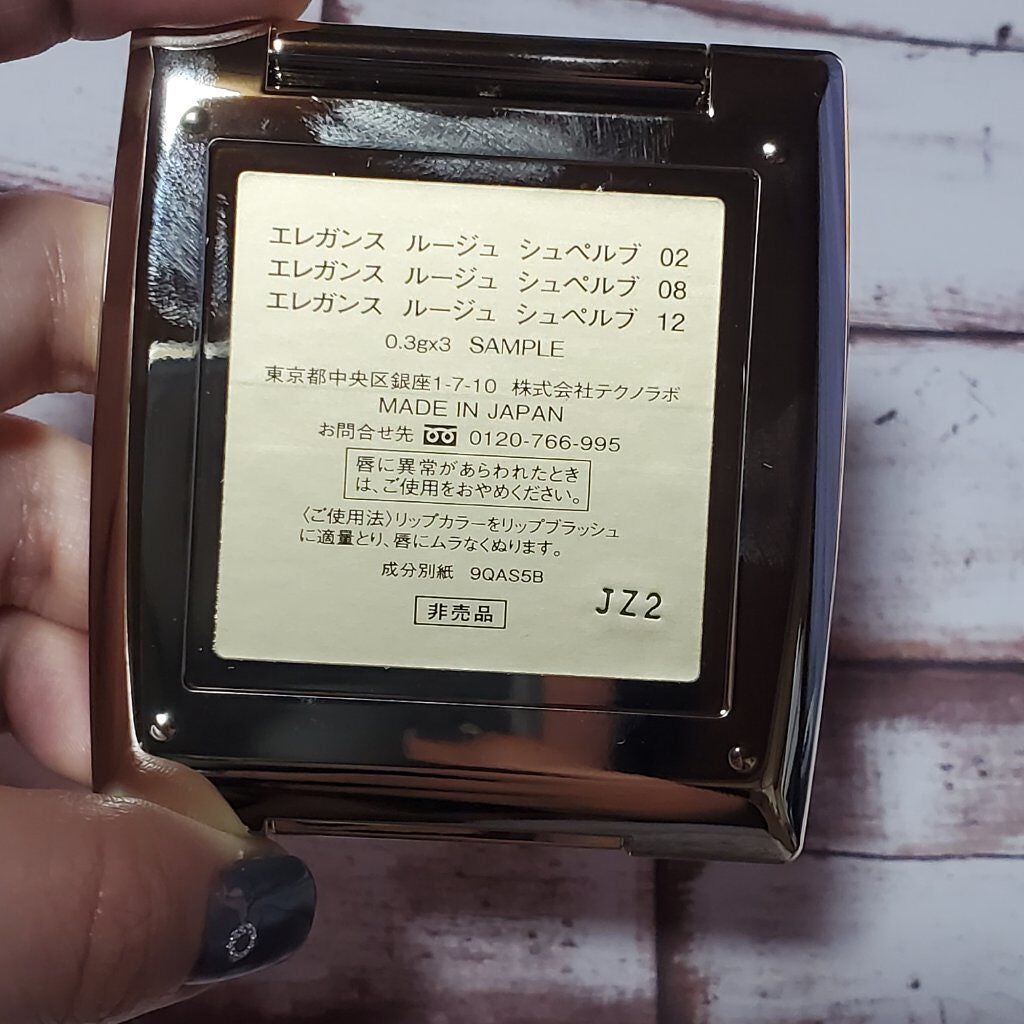 エレガンス ルージュ シュペルブ 02
エレガンス ルージュ シュペルブ 08
エレガンス ルージュ シュペルブ 12
0.3gx3 SAMPLE
東京都中央区銀座1-7-10 株式会社テクノラボ
MADE IN JAPAN
お問合せ先 0120-766-995
唇に異常があらわれたとき
は、ご使用をおやめください。
〈ご使用法〉リップカラーをリップブラッシュ
に適量とり、唇にムラなくぬります。
成分別紙 9QAS5B
非売品
JZ2